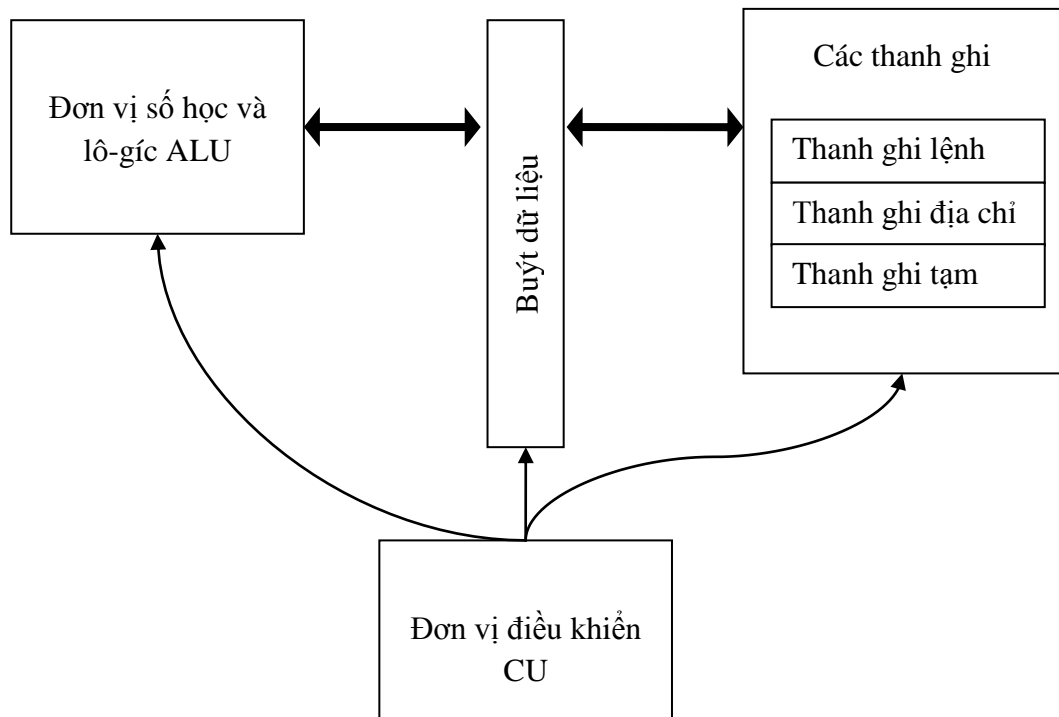 Đơn vị số học và
lô-gíc ALU
Buýt dữ liệu
Các thanh ghi
Thanh ghi lệnh
Thanh ghi địa chỉ
Thanh ghi tạm
Đơn vị điều khiển
CU